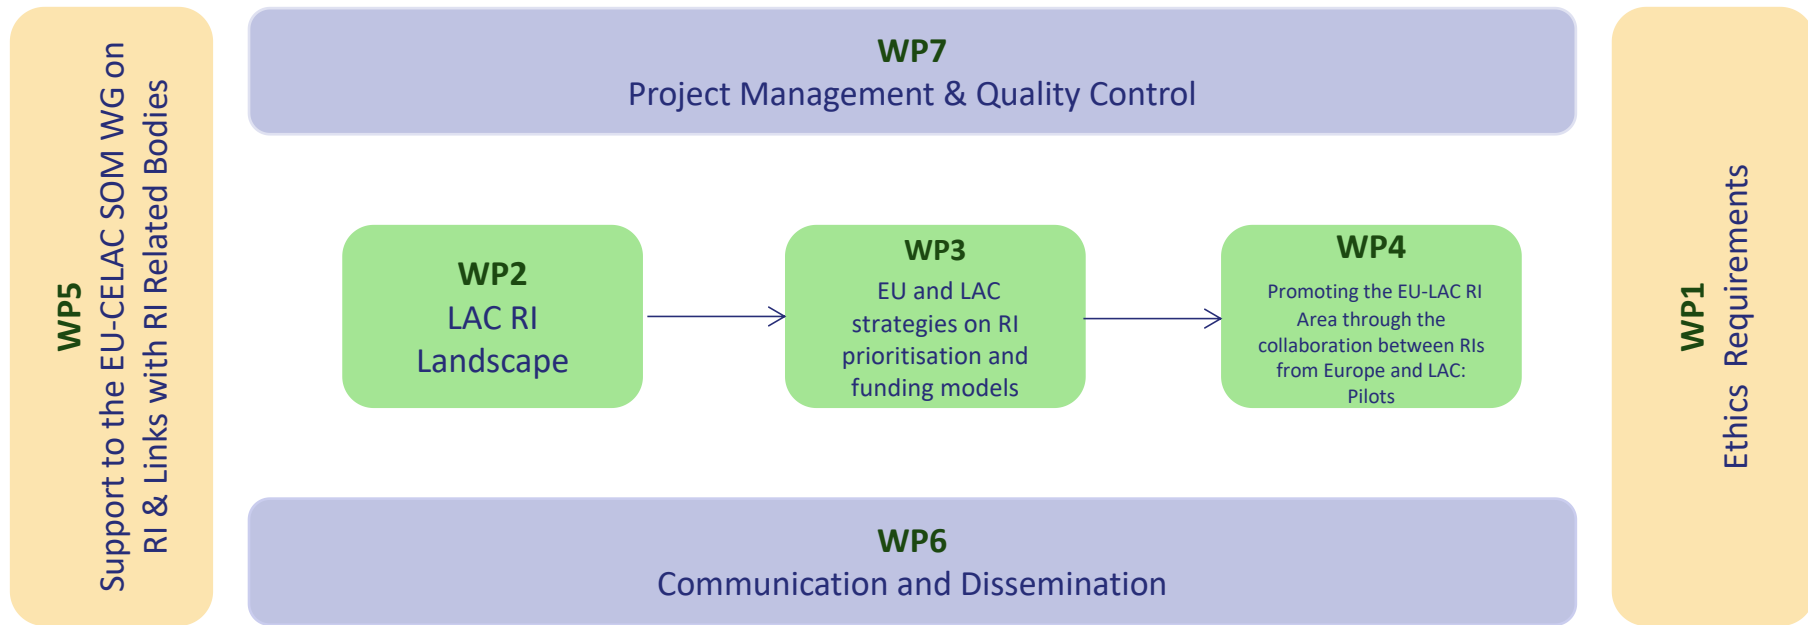 WP5
Support to the EU-CELAC SOM WG on
RI & Links with RI Related Bodies
WP7
Project Management & Quality Control
WP2
LAC RI
Landscape
WP3
EU and LAC
strategies on RI
prioritisation and
funding models
WP4
Promoting the EU-LAC RI
Area through the
collaboration between RIs
from Europe and LAC:
Pilots
WP6
Communication and Dissemination
WP1
Ethics Requirements